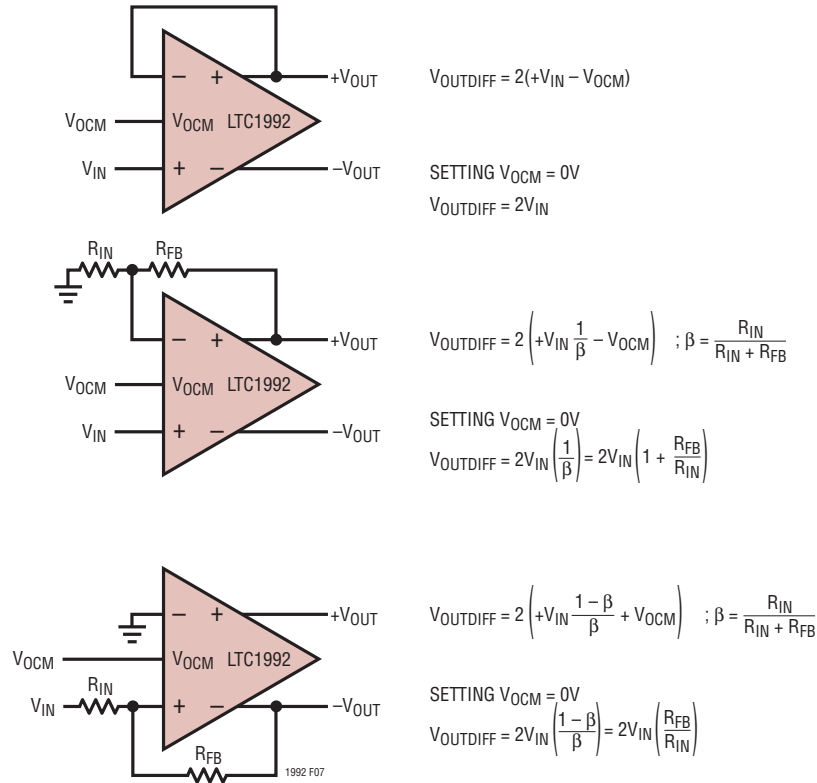 − + +VOUT
VOCM VOCM LTC1992
VIN + − −VOUT
VOUTDIFF = 2(+VIN – VOCM)
SETTING VOCM = 0V
VOUTDIFF = 2VIN
RIN RFB
− + +VOUT
VOCM VOCM LTC1992
VIN + − −VOUT
VOUTDIFF = 2 (+VIN 1/β – VOCM) ; β = RIN/(RIN + RFB)
SETTING VOCM = 0V
VOUTDIFF = 2VIN (1/β) = 2VIN (1 + RFB/RIN)
− + +VOUT
VOCM VOCM LTC1992
VIN RIN + − −VOUT
RFB
1992 F07
VOUTDIFF = 2 (+VIN (1 – β)/β + VOCM) ; β = RIN/(RIN + RFB)
SETTING VOCM = 0V
VOUTDIFF = 2VIN ((1 – β)/β) = 2VIN (RFB/RIN)